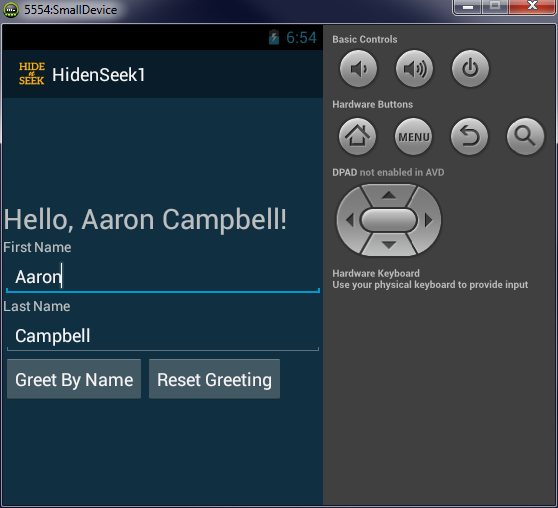 5554:SmallDevice
6:54
HIDE
&
SEEK
HidenSeek1
Hello, Aaron Campbell!
First Name
Aaron
Last Name
Campbell
Greet By Name
Reset Greeting
Basic Controls
Hardware Buttons
MENU
DPAD not enabled in AVD
Hardware Keyboard
Use your physical keyboard to provide input